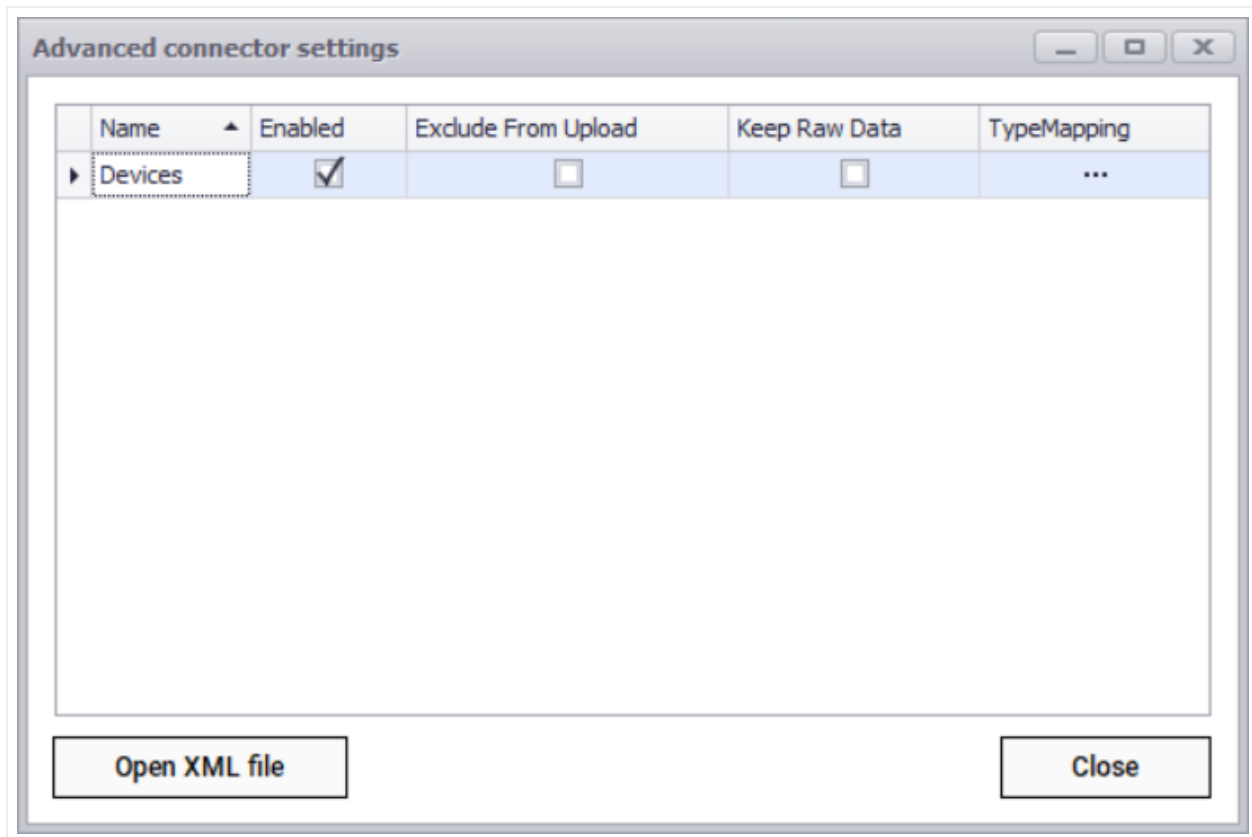 Advanced connector settings
Name Enabled Exclude From Upload Keep Raw Data TypeMapping
Devices ...
Open XML file Close